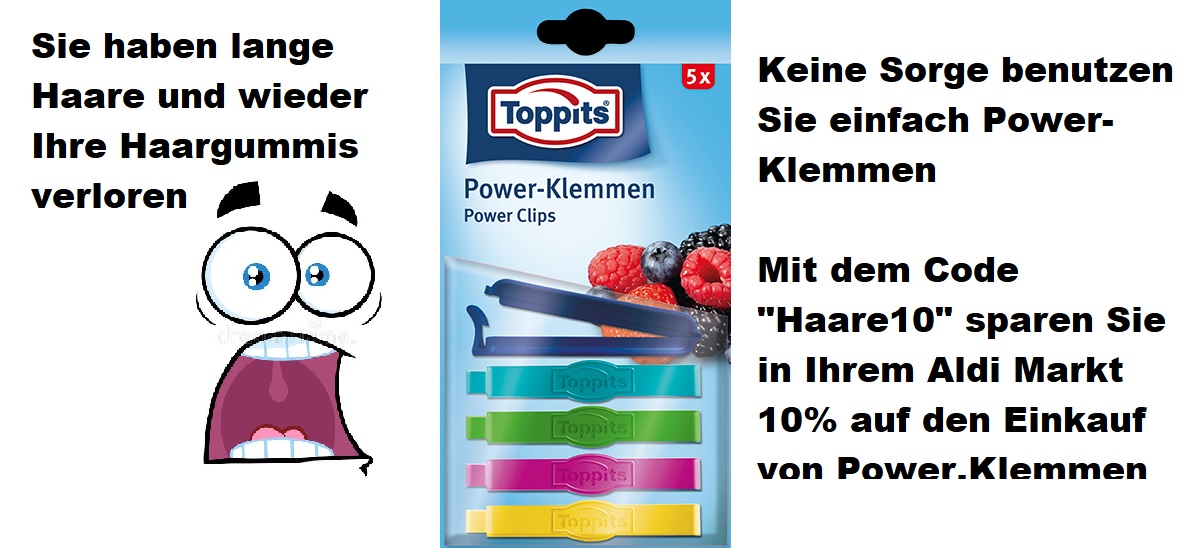 Sie haben lange
Haare und wieder
Ihre Haargummis
verloren
5x
Toppits®
Power-Klemmen
Power Clips
Toppits
Toppits
Toppits
Toppits
Keine Sorge benutzen
Sie einfach Power-
Klemmen
Mit dem Code
"Haare10" sparen Sie
in Ihrem Aldi Markt
10% auf den Einkauf
von Power.Klemmen